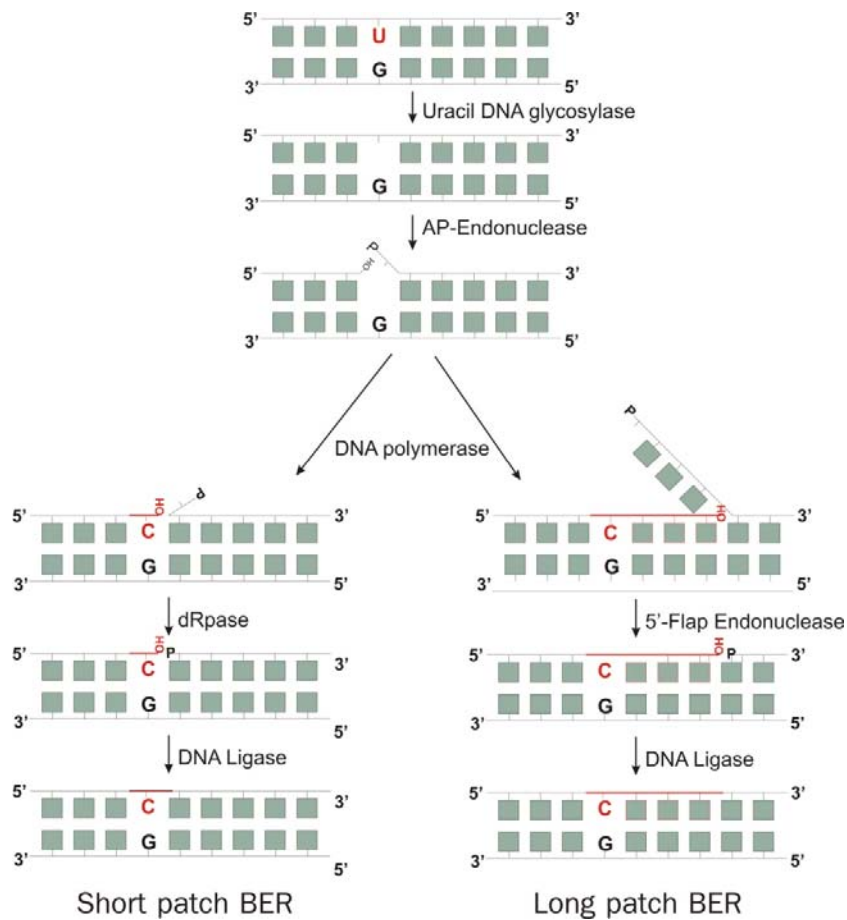 5' 3'
U
G
3' 5'
Uracil DNA glycosylase
5' 3'
G
3' 5'
AP-Endonuclease
P
OH
5' 3'
G
3' 5'
DNA polymerase
P
OH
5' 3'
C
G
3' 5'
P
OH
5' 3'
C
G
3' 5'
dRpase
5'-Flap Endonuclease
OH
P
5' 3'
C
G
3' 5'
OH
P
5' 3'
C
G
3' 5'
DNA Ligase
DNA Ligase
5' 3'
C
G
3' 5'
5' 3'
C
G
3' 5'
Short patch BER
Long patch BER